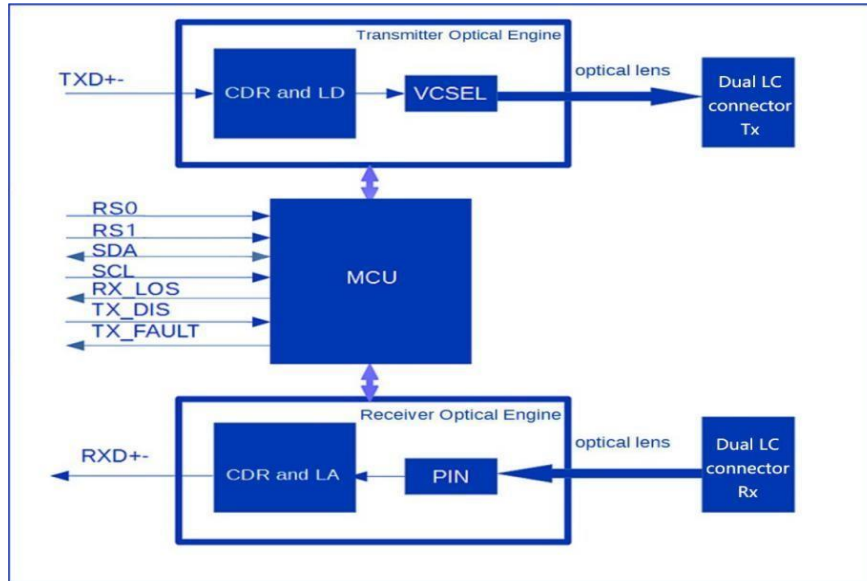 Transmitter Optical Engine
TXD+-
CDR and LD
VCSEL
optical lens
Dual LC
connector
Tx
RS0
RS1
SDA
SCL
RX_LOS
TX_DIS
TX_FAULT
MCU
Receiver Optical Engine
RXD+-
CDR and LA
PIN
optical lens
Dual LC
connector
Rx